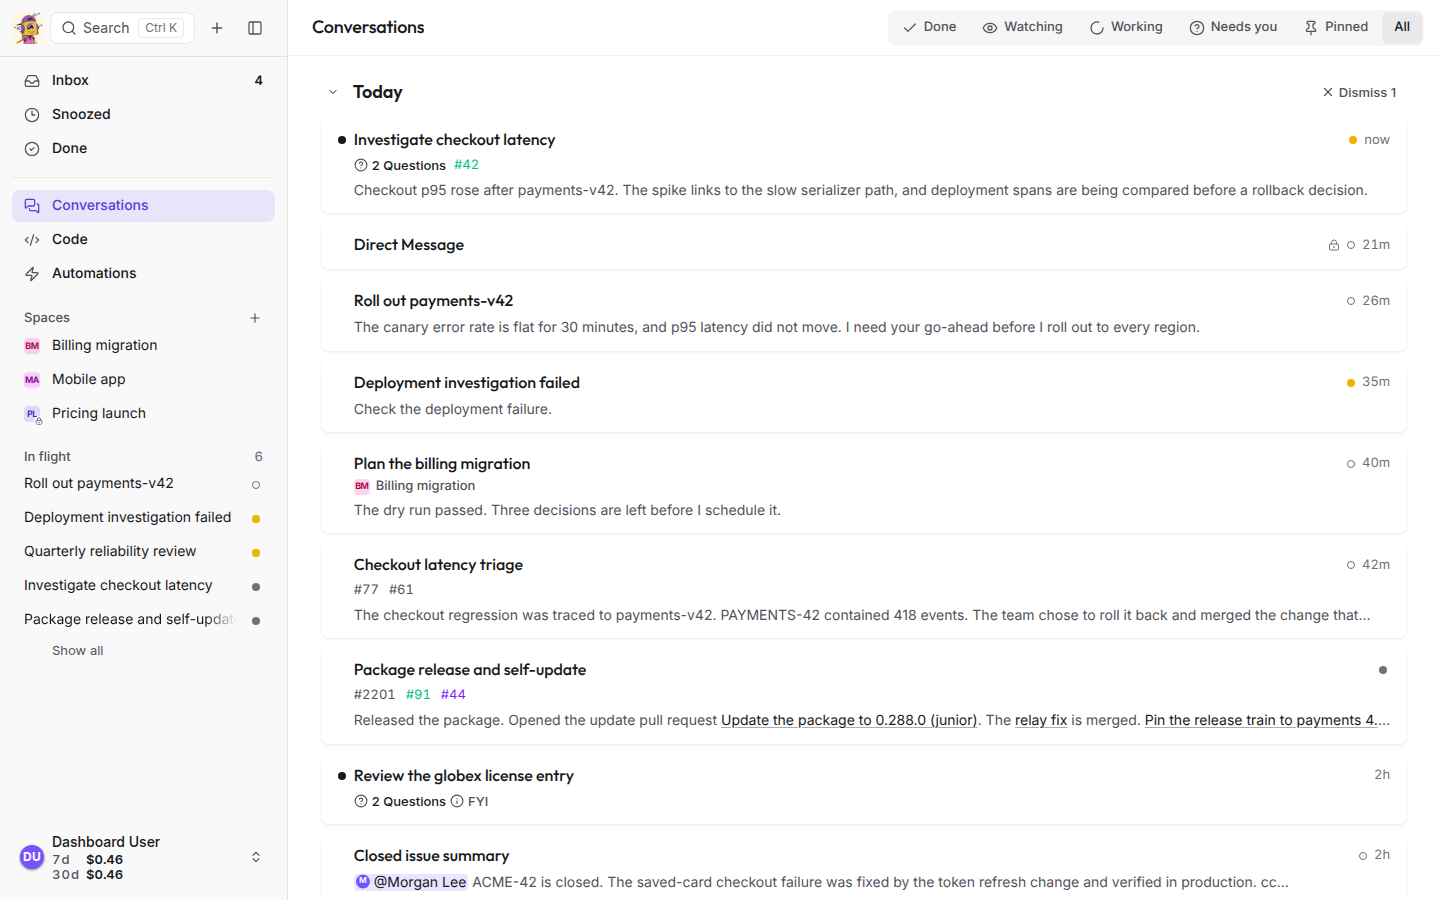 Search Ctrl K
Inbox 4
Snoozed
Done
Conversations
Code
Automations
Spaces
BM Billing migration
MA Mobile app
PL Pricing launch
In flight 6
Roll out payments-v42
Deployment investigation failed
Quarterly reliability review
Investigate checkout latency
Package release and self-update
Show all
DU Dashboard User
7d $0.46
30d $0.46
Conversations
Done Watching Working Needs you Pinned All
Today Dismiss 1
Investigate checkout latency now
2 Questions #42
Checkout p95 rose after payments-v42. The spike links to the slow serializer path, and deployment spans are being compared before a rollback decision.
Direct Message 21m
Roll out payments-v42 26m
The canary error rate is flat for 30 minutes, and p95 latency did not move. I need your go-ahead before I roll out to every region.
Deployment investigation failed 35m
Check the deployment failure.
Plan the billing migration 40m
BM Billing migration
The dry run passed. Three decisions are left before I schedule it.
Checkout latency triage 42m
#77 #61
The checkout regression was traced to payments-v42. PAYMENTS-42 contained 418 events. The team chose to roll it back and merged the change that...
Package release and self-update
#2201 #91 #44
Released the package. Opened the update pull request Update the package to 0.288.0 (junior). The relay fix is merged. Pin the release train to payments 4....
Review the globex license entry 2h
2 Questions FYI
Closed issue summary 2h
M @Morgan Lee ACME-42 is closed. The saved-card checkout failure was fixed by the token refresh change and verified in production. cc...